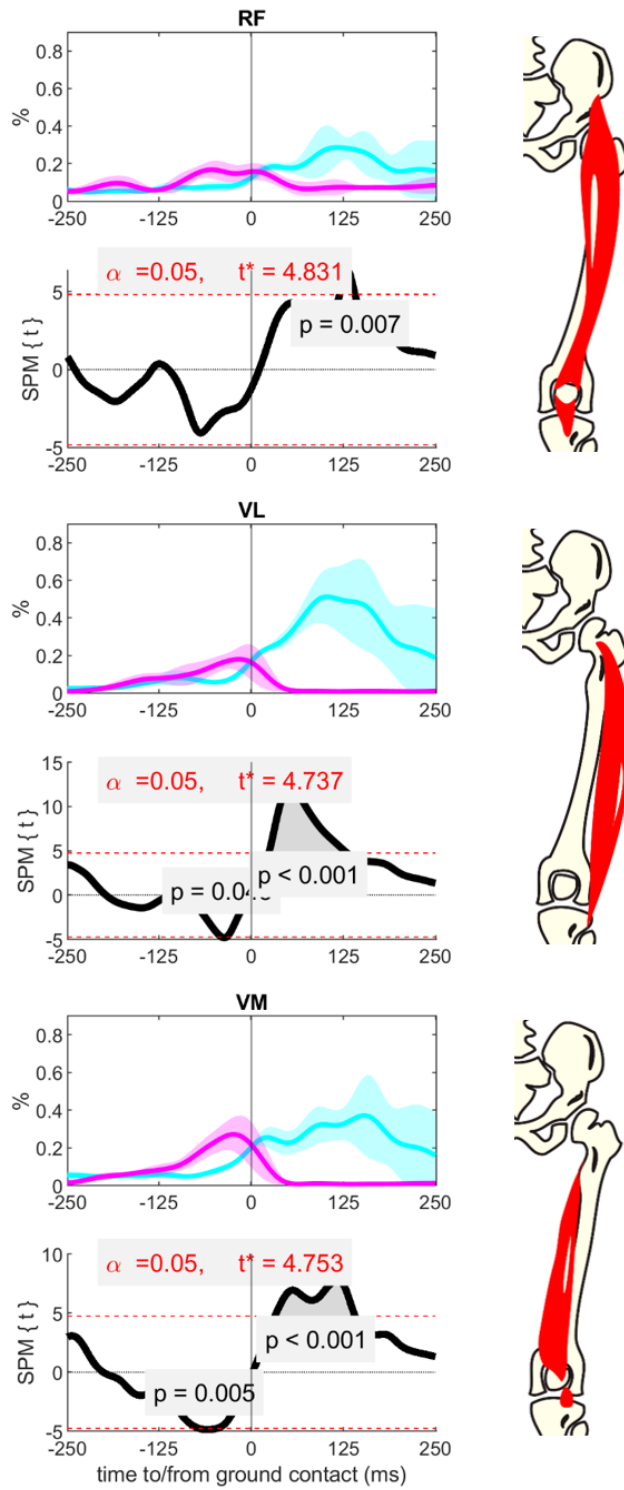 RF
%
0.8
0.6
0.4
0.2
0
-250 -125 0 125 250
α =0.05, t* = 4.831
SPM { t }
5
0
-5
p = 0.007
-250 -125 0 125 250
VL
%
0.8
0.6
0.4
0.2
0
-250 -125 0 125 250
α =0.05, t* = 4.737
SPM { t }
15
10
5
0
-5
p < 0.001
-250 -125 0 125 250
VM
%
0.8
0.6
0.4
0.2
0
-250 -125 0 125 250
α =0.05, t* = 4.753
SPM { t }
10
5
0
-5
p < 0.001
p = 0.005
-250 -125 0 125 250
time to/from ground contact (ms)